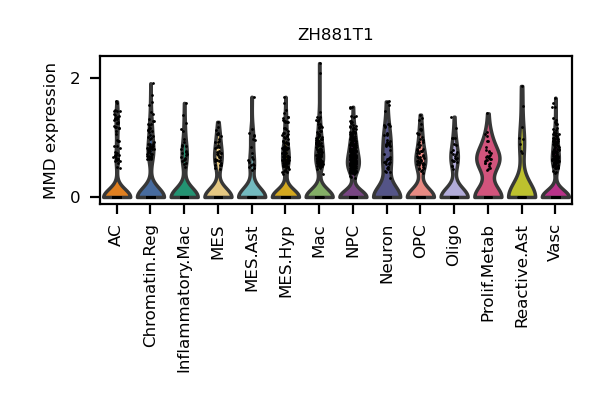 ZH881T1
MMD expression
2
0
AC
Chromatin.Reg
Inflammatory.Mac
MES
MES.Ast
MES.Hyp
Mac
NPC
Neuron
OPC
Oligo
Prolif.Metab
Reactive.Ast
Vasc